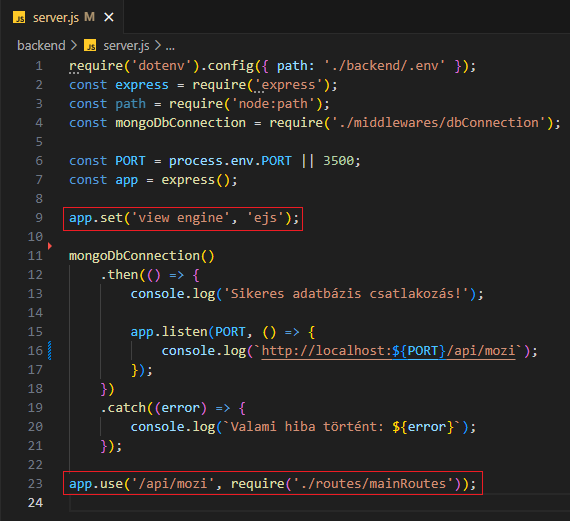 JS server.js M ×
backend > JS server.js > ...
1 require('dotenv').config({ path: './backend/.env' });
2 const express = require('express');
3 const path = require('node:path');
4 const mongoDbConnection = require('./middlewares/dbConnection');
5
6 const PORT = process.env.PORT || 3500;
7 const app = express();
8
9 app.set('view engine', 'ejs');
10
11 mongoDbConnection()
12     .then(() => {
13         console.log('Sikeres adatbázis csatlakozás!');
14
15         app.listen(PORT, () => {
16             console.log(`http://localhost:${PORT}/api/mozi`);
17         });
18     })
19     .catch((error) => {
20         console.log(`Valami hiba történt: ${error}`);
21     });
22
23 app.use('/api/mozi', require('./routes/mainRoutes'));
24